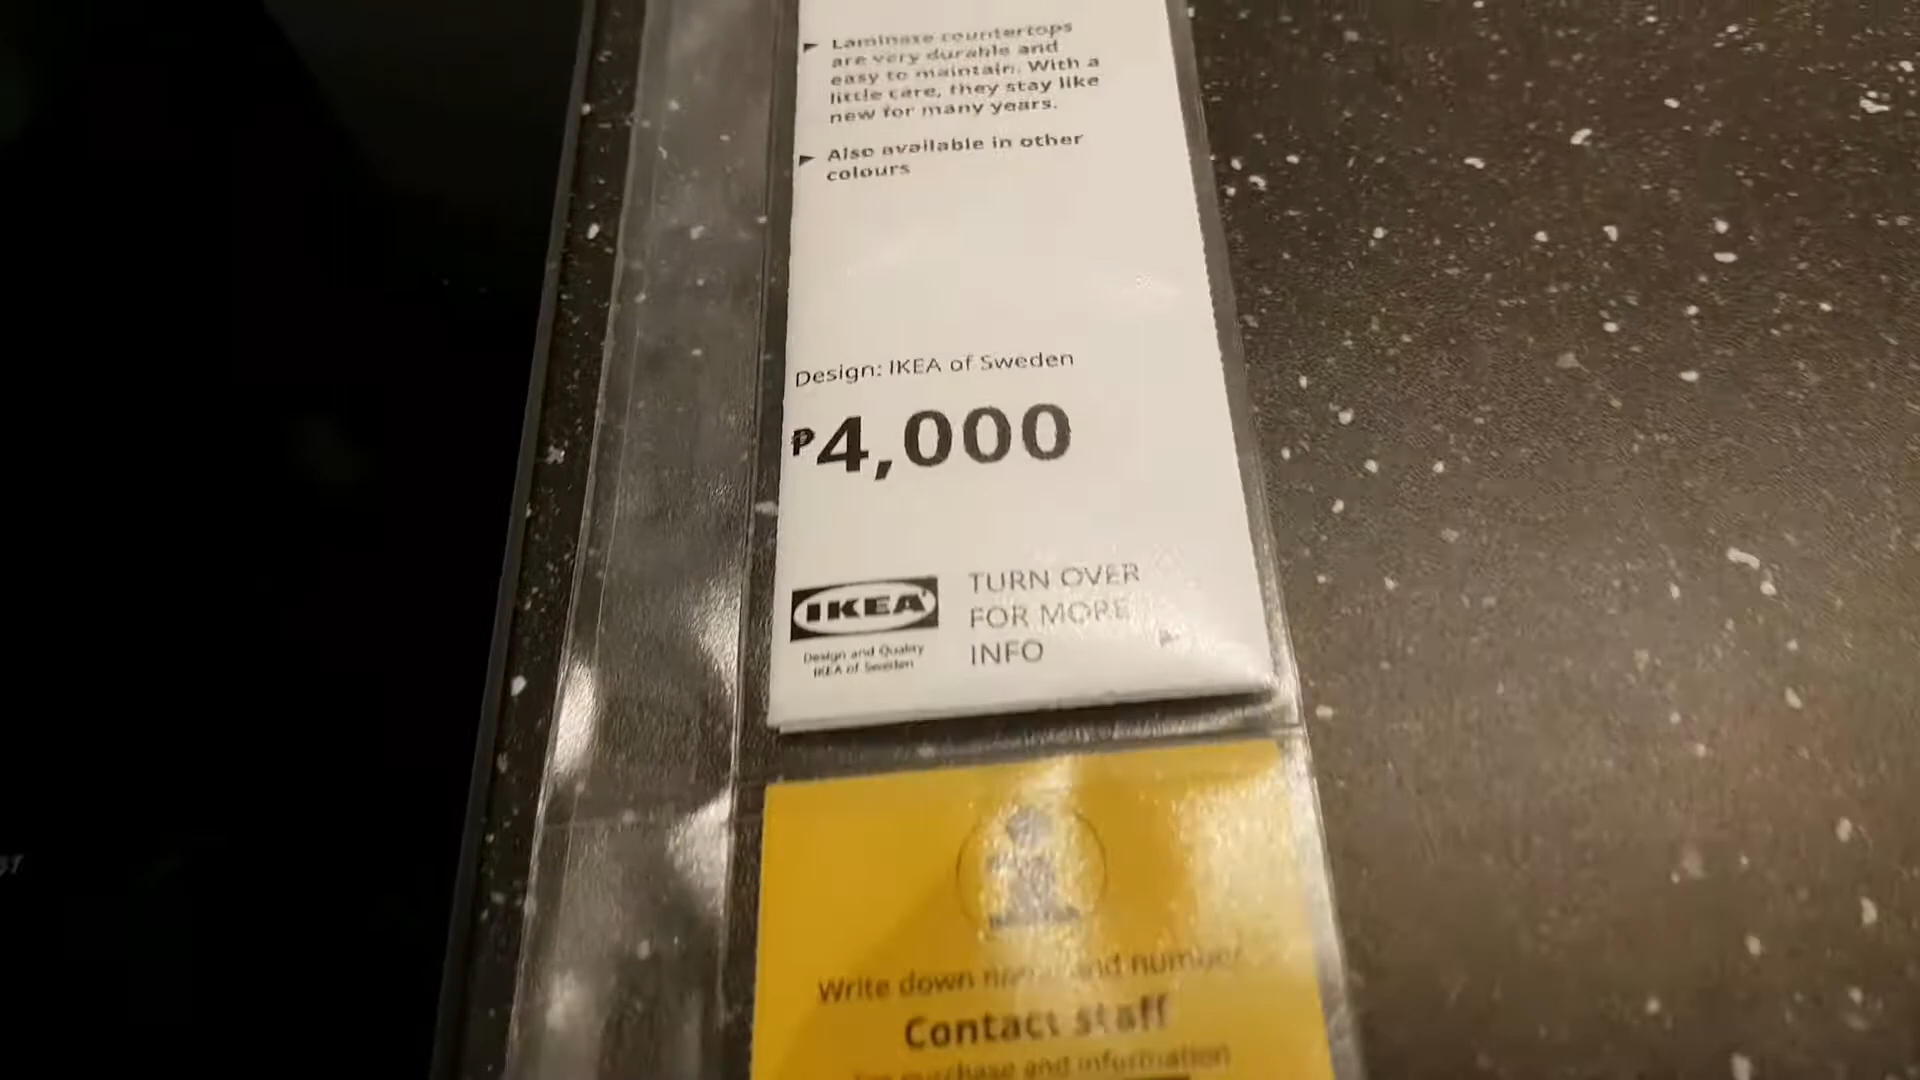 Laminate countertops
are very durable and
easy to maintain. With a
little care, they stay like
new for many years.
Also available in other
colours
Design: IKEA of Sweden
₱4,000
IKEA
Design and Quality
IKEA of Sweden
TURN OVER
FOR MORE
INFO
Write down name and number
Contact staff
for purchase and information